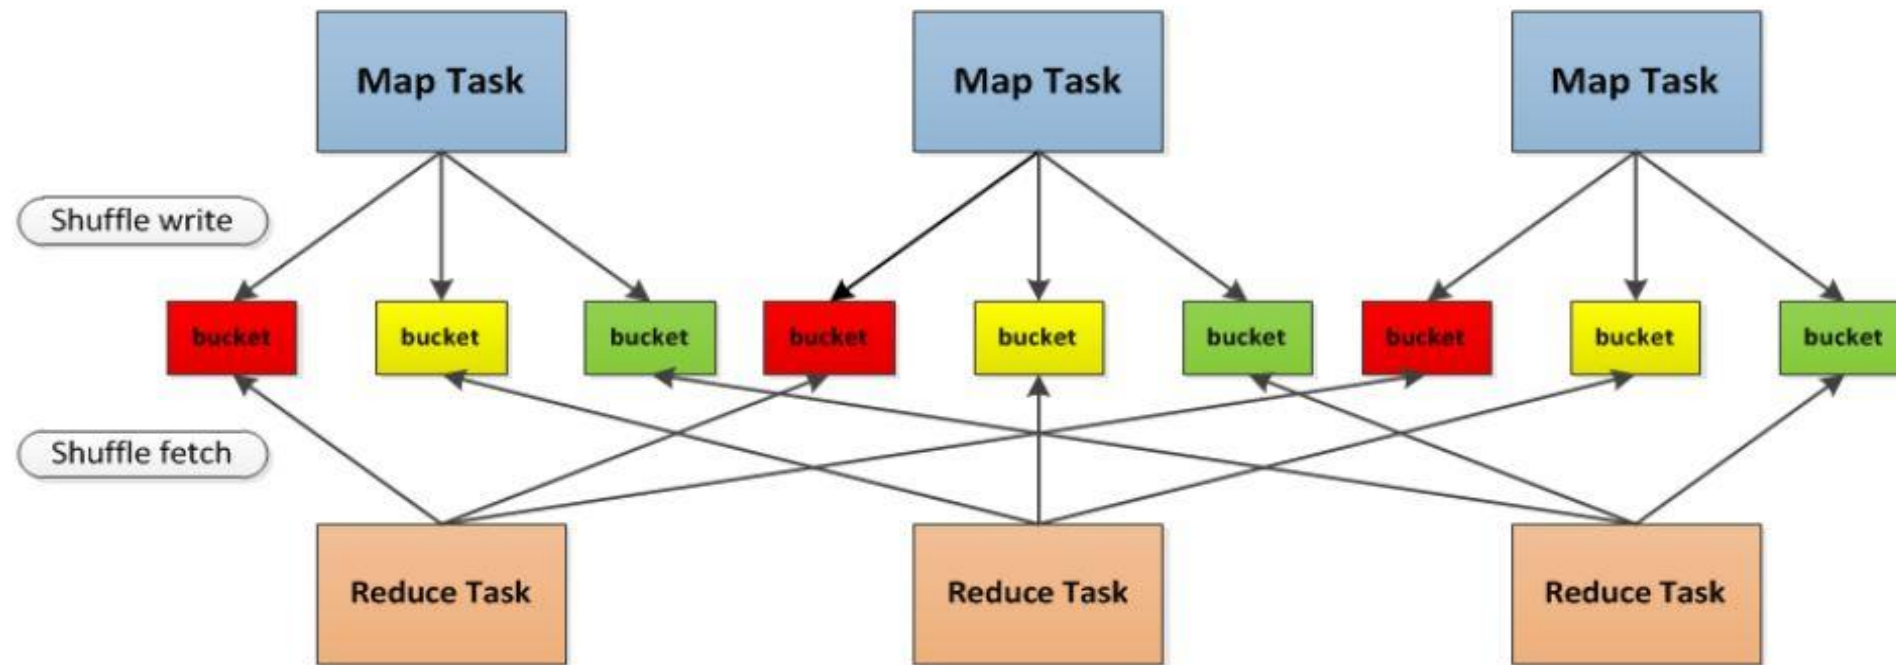 Map Task
Map Task
Map Task
Shuffle write
bucket
bucket
bucket
bucket
bucket
bucket
bucket
bucket
bucket
Shuffle fetch
Reduce Task
Reduce Task
Reduce Task